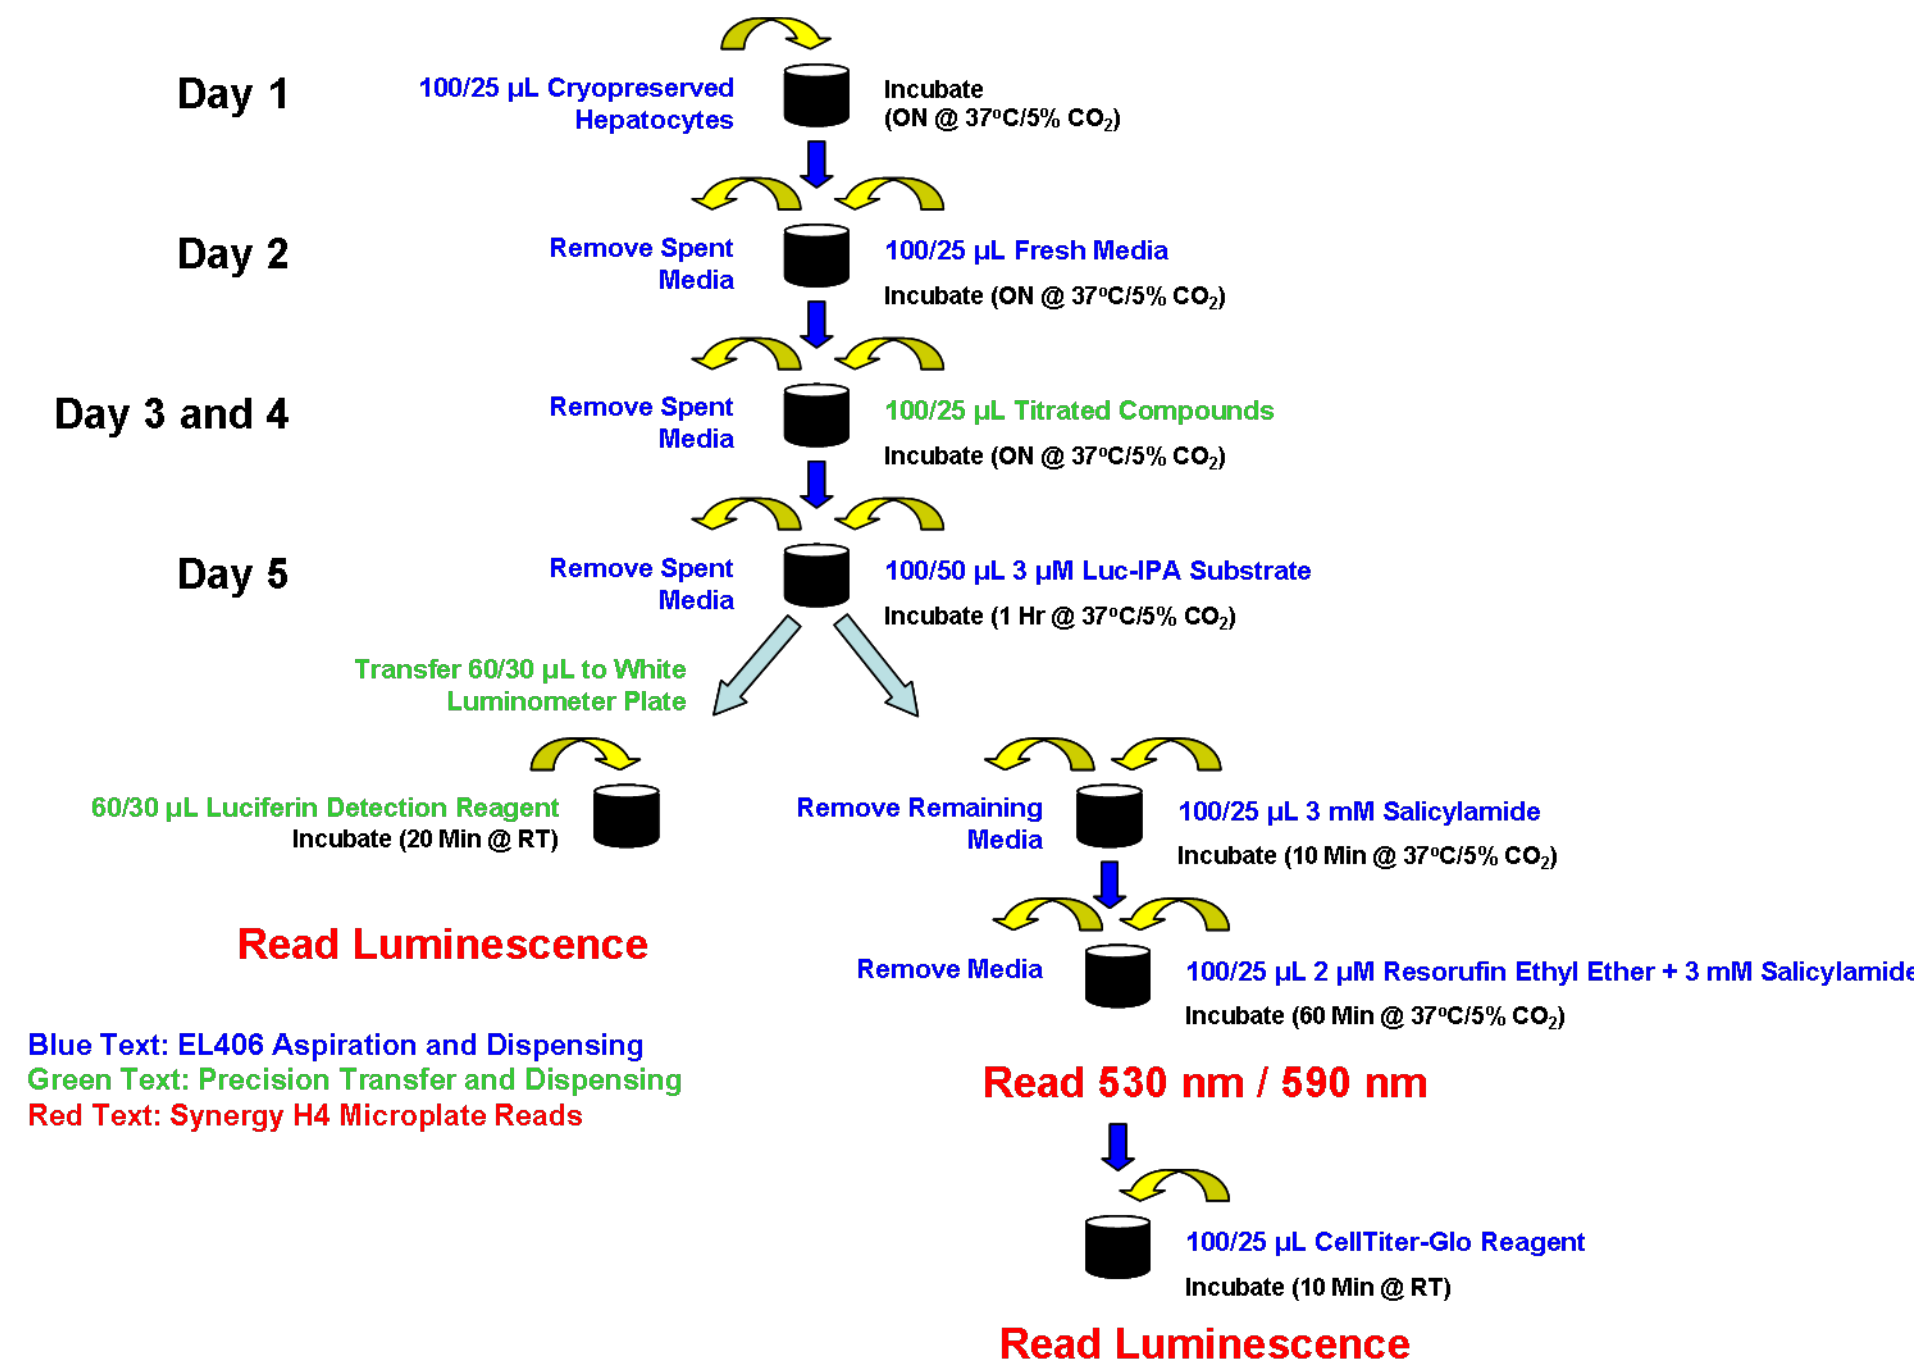 Day 1
100/25 µL Cryopreserved
Hepatocytes
Incubate
(ON @ 37ºC/5% CO₂)
Day 2
Remove Spent
Media
100/25 µL Fresh Media
Incubate (ON @ 37ºC/5% CO₂)
Day 3 and 4
Remove Spent
Media
100/25 µL Titrated Compounds
Incubate (ON @ 37ºC/5% CO₂)
Day 5
Remove Spent
Media
100/50 µL 3 µM Luc-IPA Substrate
Incubate (1 Hr @ 37ºC/5% CO₂)
Transfer 60/30 µL to White
Luminometer Plate
60/30 µL Luciferin Detection Reagent
Incubate (20 Min @ RT)
Read Luminescence
Remove Remaining
Media
100/25 µL 3 mM Salicylamide
Incubate (10 Min @ 37ºC/5% CO₂)
Remove Media
100/25 µL 2 µM Resorufin Ethyl Ether + 3 mM Salicylamide
Incubate (60 Min @ 37ºC/5% CO₂)
Read 530 nm / 590 nm
100/25 µL CellTiter-Glo Reagent
Incubate (10 Min @ RT)
Read Luminescence
Blue Text: EL406 Aspiration and Dispensing
Green Text: Precision Transfer and Dispensing
Red Text: Synergy H4 Microplate Reads